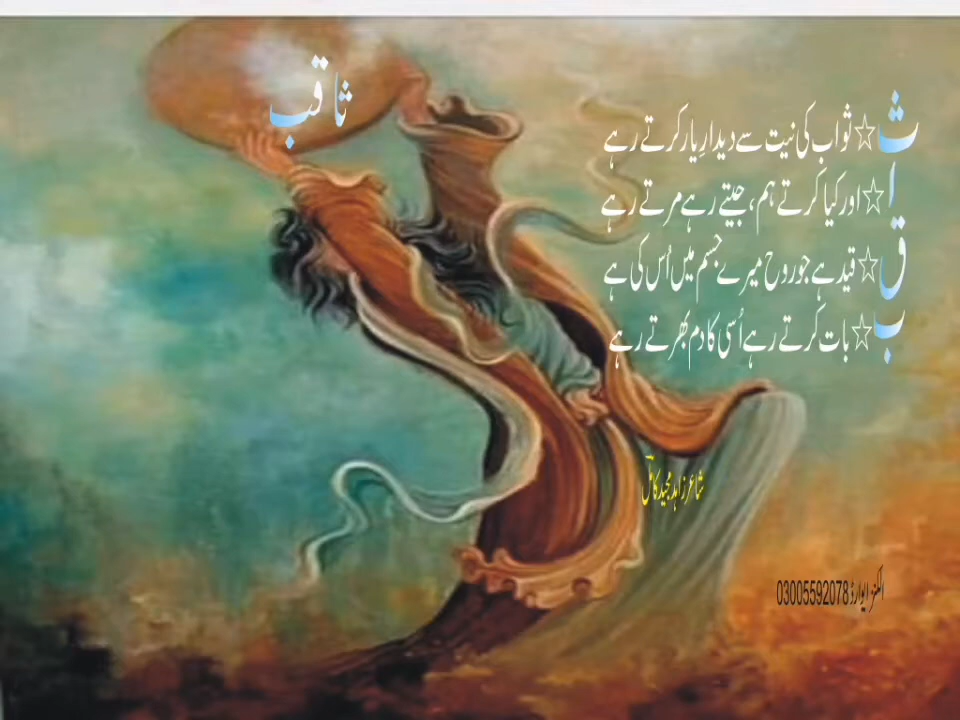 ثاقب
ث ☆ ثواب کی نیت سے دیدارِ یار کرتے رہے
ا ☆ اور کیا کرتے ہم، جیتے رہے مرتے رہے
ق ☆ قید ہے جو روح میرے جسم میں اُس کی ہے
ب ☆ بات کرتے رہے اُسی کا دم بھرتے رہے
شاعر زاہد مجید
ایوارڈ 03005592078